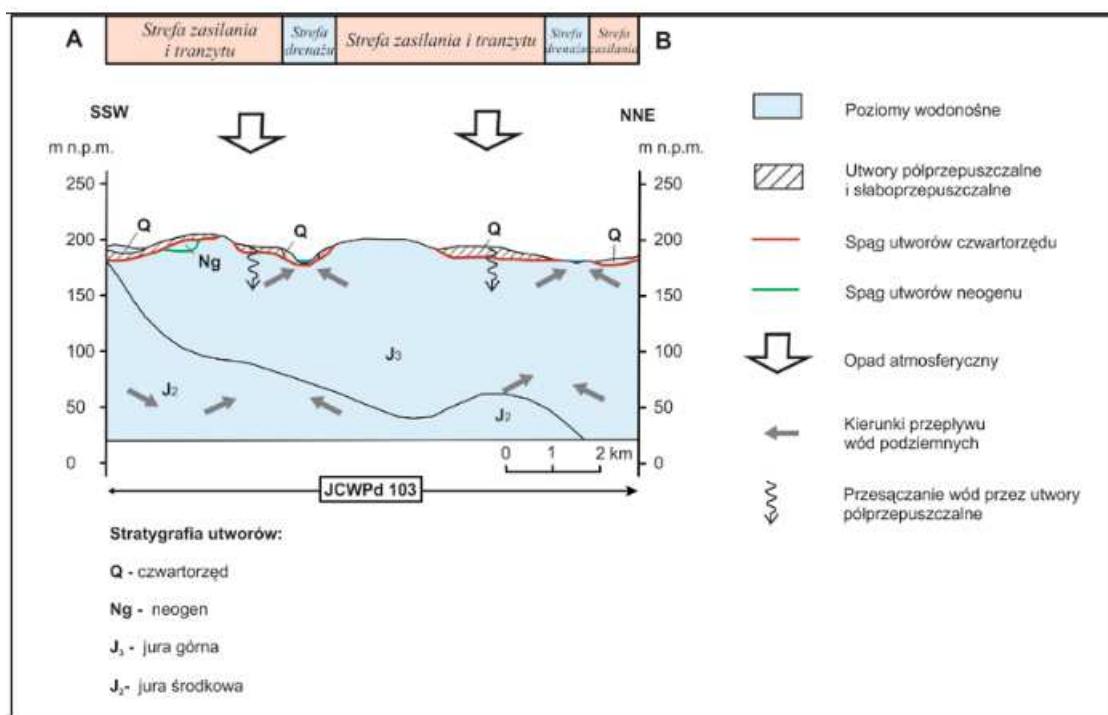 A
Strefa zasilania
i tranzytu
Strefa
drenażu
Strefa zasilania i tranzytu
Strefa
drenażu
Strefa
zasilania
B
SSW
NNE
m n.p.m.
m n.p.m.
250
250
200
200
150
150
100
100
50
50
0
0
Q
Ng
Q
Q
Q
J3
J2
J2
0 1 2 km
JCWPd 103
Poziomy wodonośne
Utwory półprzepuszczalne
i słaboprzepuszczalne
Spąg utworów czwartorzędu
Spąg utworów neogenu
Opad atmosferyczny
Kierunki przepływu
wód podziemnych
Przesączanie wód przez utwory
półprzepuszczalne
Stratygrafia utworów:
Q - czwartorzęd
Ng - neogen
J3 - jura górna
J2- jura środkowa